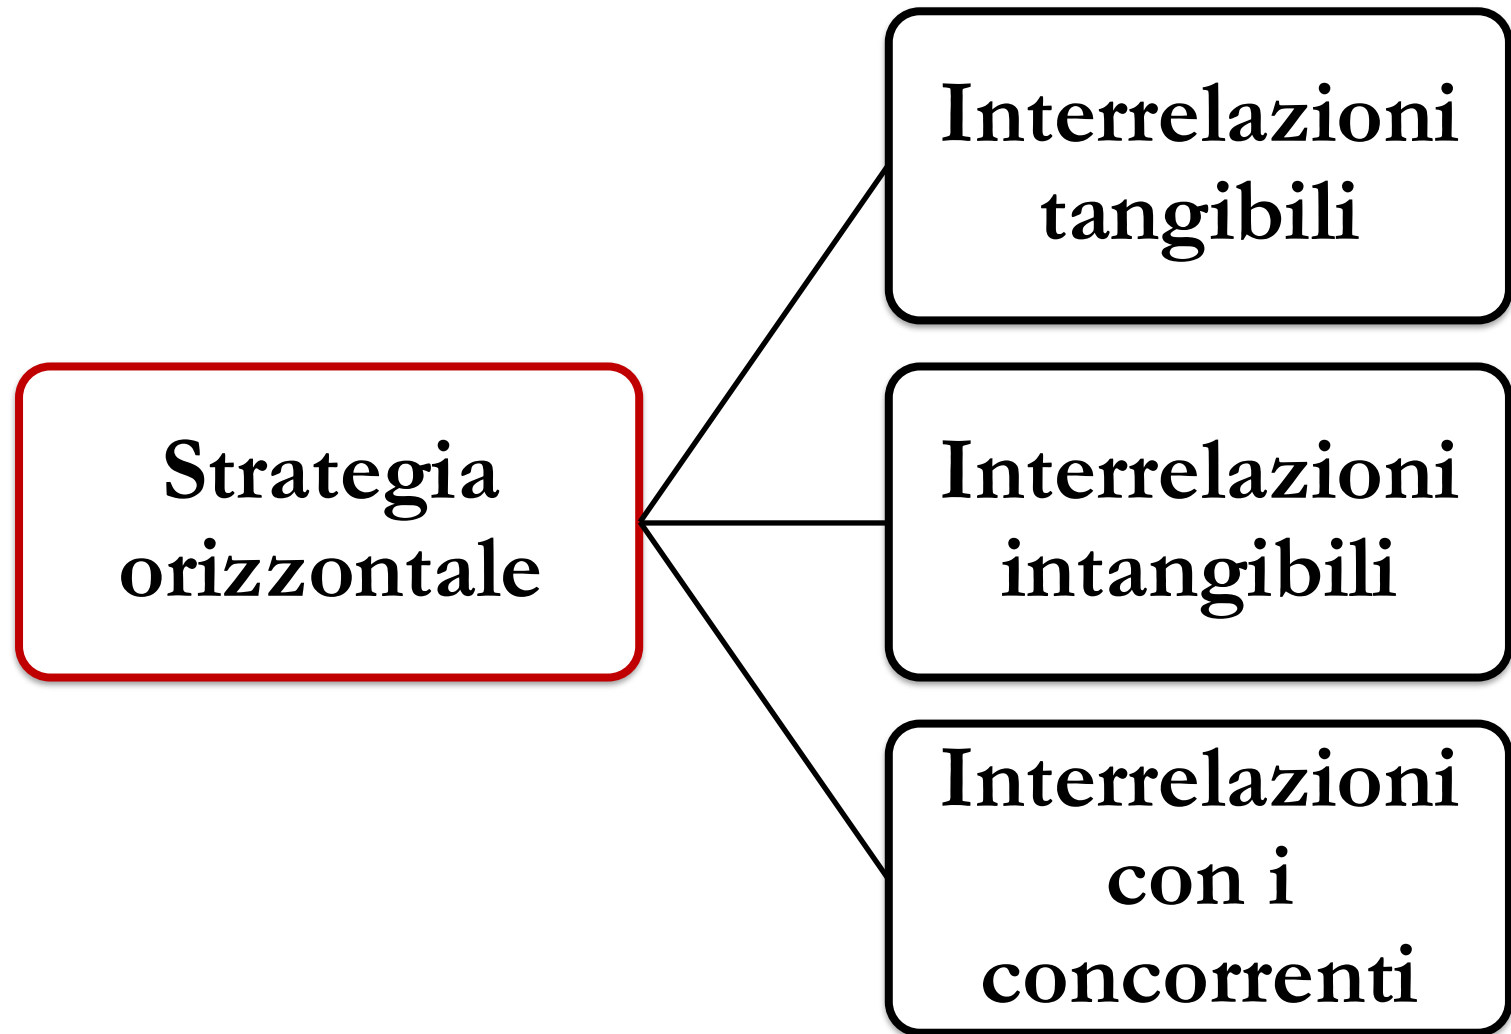 Strategia
orizzontale
Interrelazioni
tangibili
Interrelazioni
intangibili
Interrelazioni
con i
concorrenti